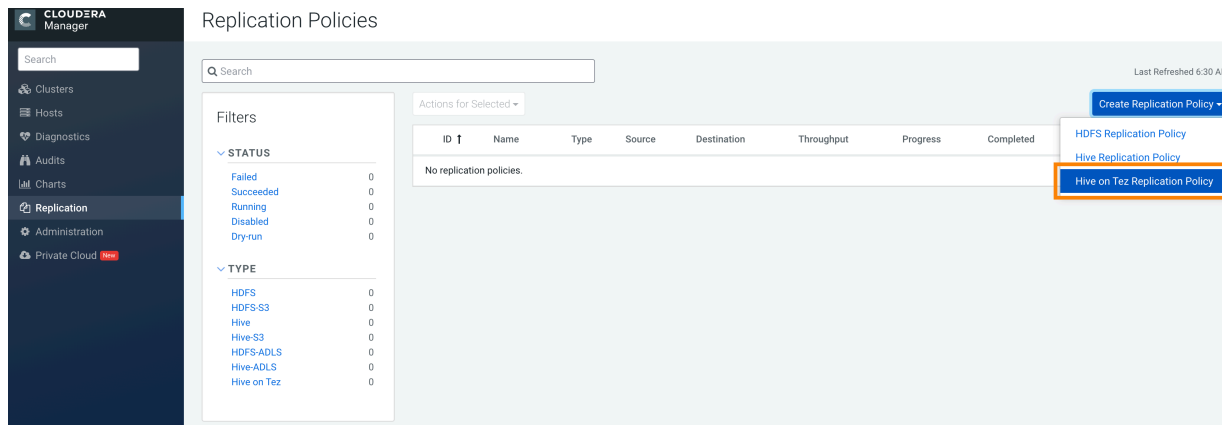 CLOUDERA
Manager
Replication Policies
Search
Clusters
Hosts
Diagnostics
Audits
Charts
Replication
Administration
Private Cloud New
Search
Last Refreshed 6:30 A
Filters
STATUS
Failed 0
Succeeded 0
Running 0
Disabled 0
Dry-run 0
TYPE
HDFS 0
HDFS-S3 0
Hive 0
Hive-S3 0
HDFS-ADLS 0
Hive-ADLS 0
Hive on Tez 0
Actions for Selected
Create Replication Policy
ID Name Type Source Destination Throughput Progress Completed
No replication policies.
HDFS Replication Policy
Hive Replication Policy
Hive on Tez Replication Policy